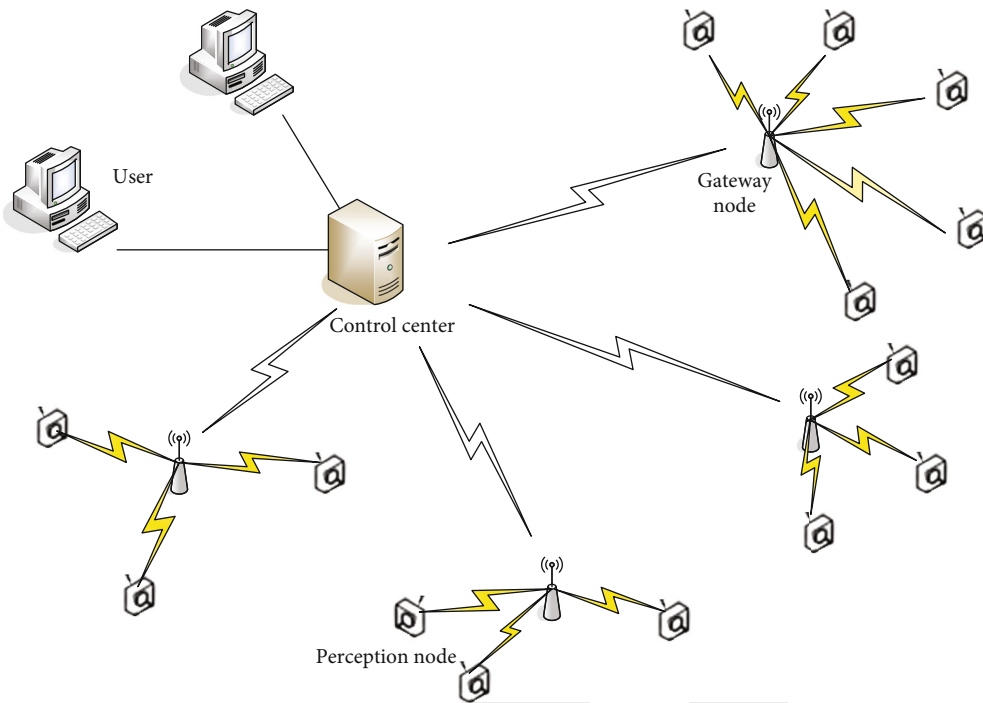 User
Gateway
node
Control center
Perception node